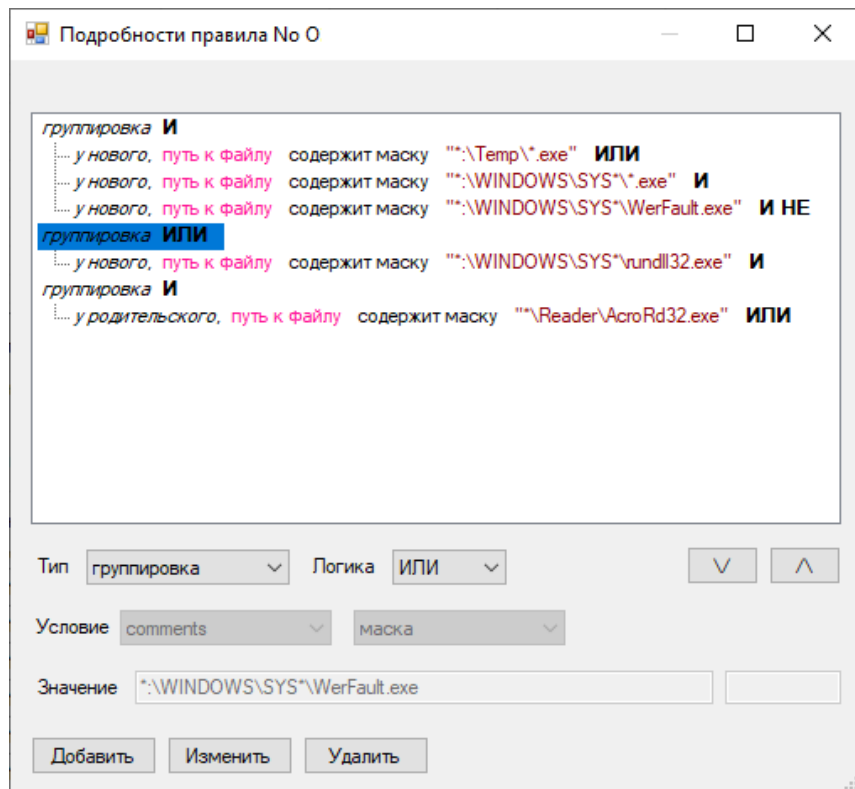 Подробности правила No O
группировка И
у нового, путь к файлу содержит маску "*:\Temp\*.exe" ИЛИ
у нового, путь к файлу содержит маску "*:\WINDOWS\SYS*\*.exe" И
у нового, путь к файлу содержит маску "*:\WINDOWS\SYS*\WerFault.exe" И НЕ
группировка ИЛИ
у нового, путь к файлу содержит маску "*:\WINDOWS\SYS*\rundll32.exe" И
группировка И
у родительского, путь к файлу содержит маску "*\Reader\AcroRd32.exe" ИЛИ
Тип группировка Логика ИЛИ \/ /\
Условие comments маска
Значение *:\WINDOWS\SYS*\WerFault.exe
Добавить Изменить Удалить